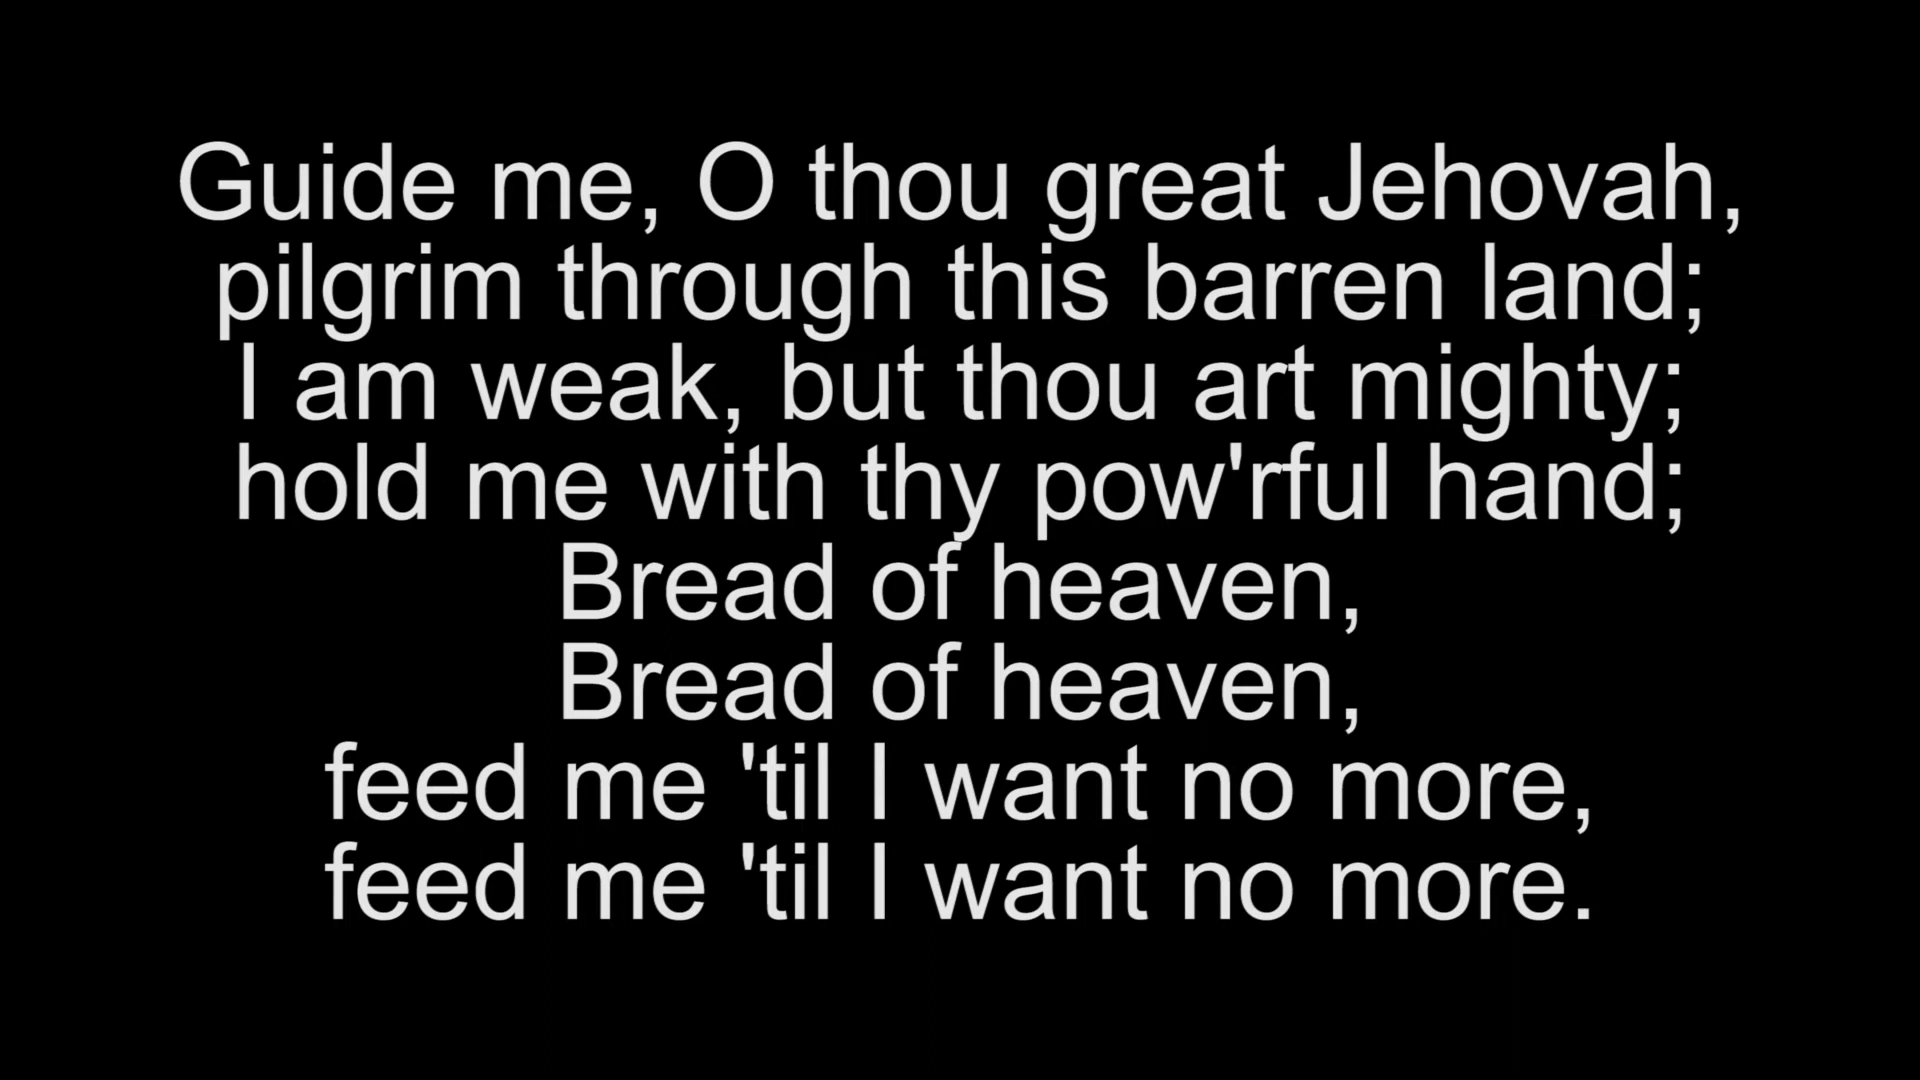 Guide me, O thou great Jehovah,
pilgrim through this barren land;
I am weak, but thou art mighty;
hold me with thy pow'rful hand;
Bread of heaven,
Bread of heaven,
feed me 'til I want no more,
feed me 'til I want no more.